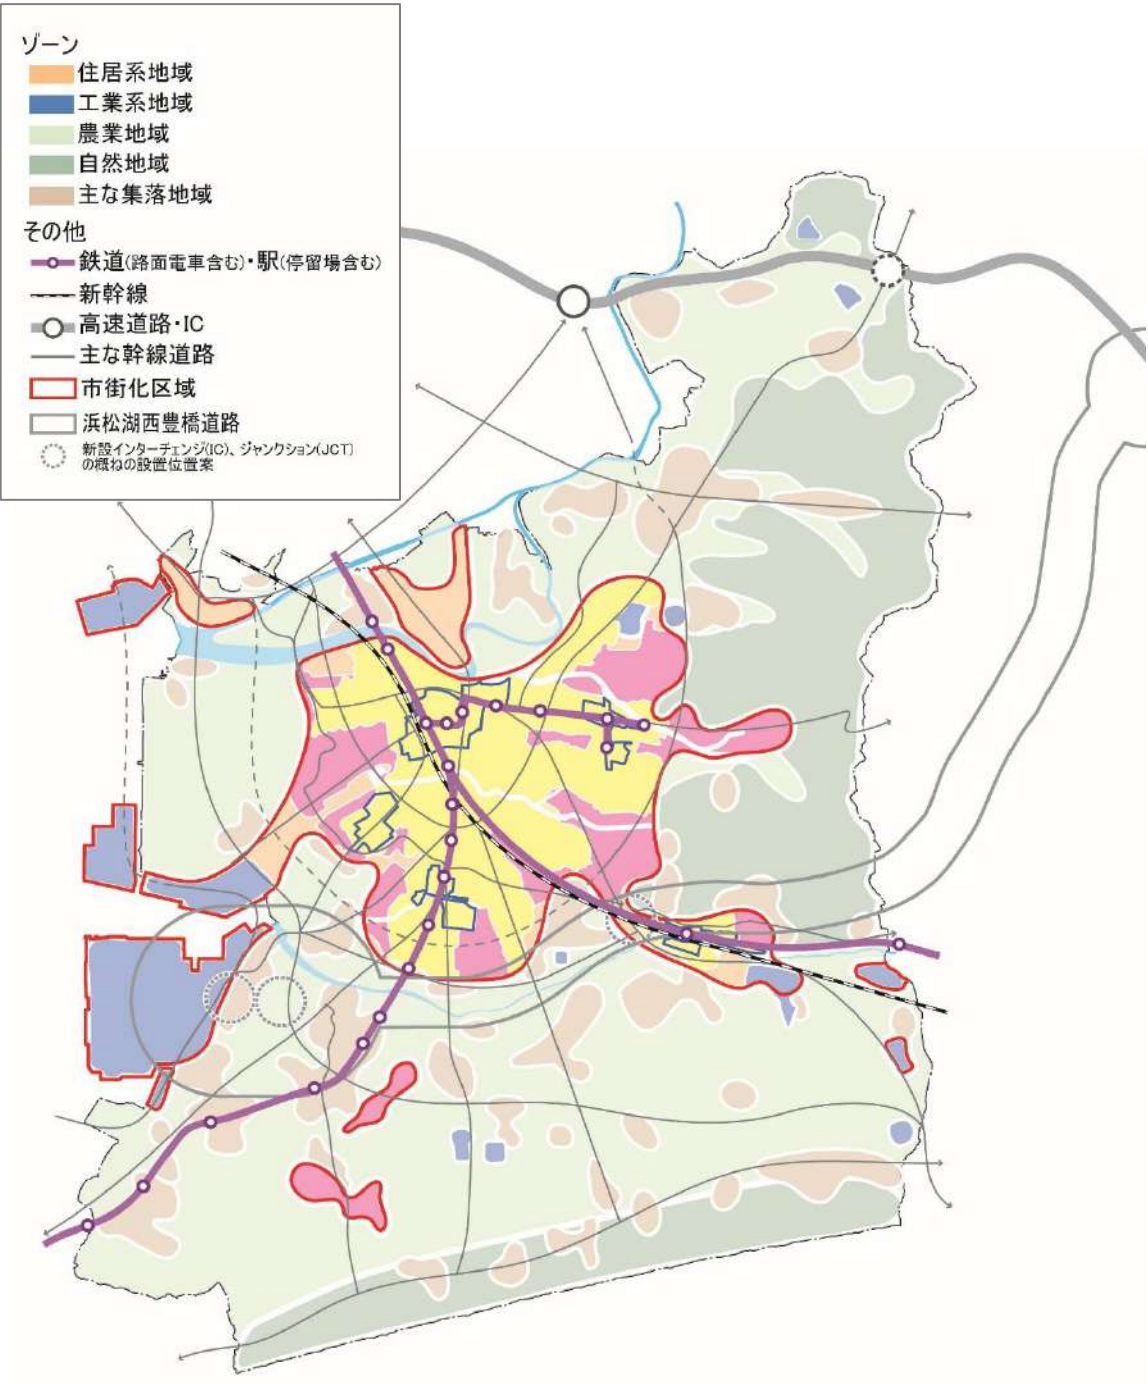 ゾーン
住居系地域
工業系地域
農業地域
自然地域
主な集落地域
その他
鉄道(路面電車含む)・駅(停留場含む)
新幹線
高速道路・IC
主な幹線道路
市街化区域
浜松湖西豊橋道路
新設インターチェンジ(IC)、ジャンクション(JCT)
の概ねの設置位置案